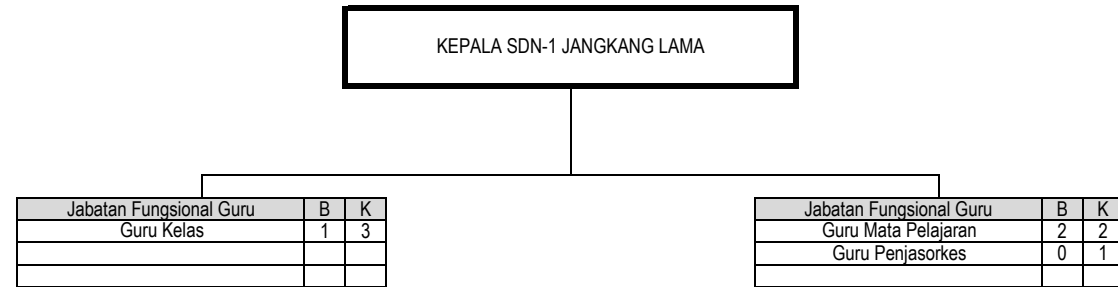 KEPALA SDN-1 JANGKANG LAMA
Jabatan Fungsional Guru B K
Guru Kelas 1 3
Jabatan Fungsional Guru B K
Guru Mata Pelajaran 2 2
Guru Penjasorkes 0 1